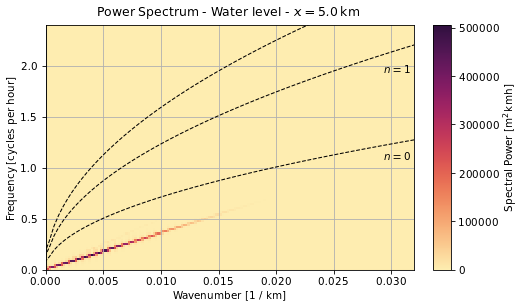 Power Spectrum - Water level - x = 5.0 km
Frequency [cycles per hour]
2.0
1.5
1.0
0.5
0.0
n = 1
n = 0
0.000 0.005 0.010 0.015 0.020 0.025 0.030
Wavenumber [1 / km]
500000
400000
300000
200000
100000
0
Spectral Power [m² km h]